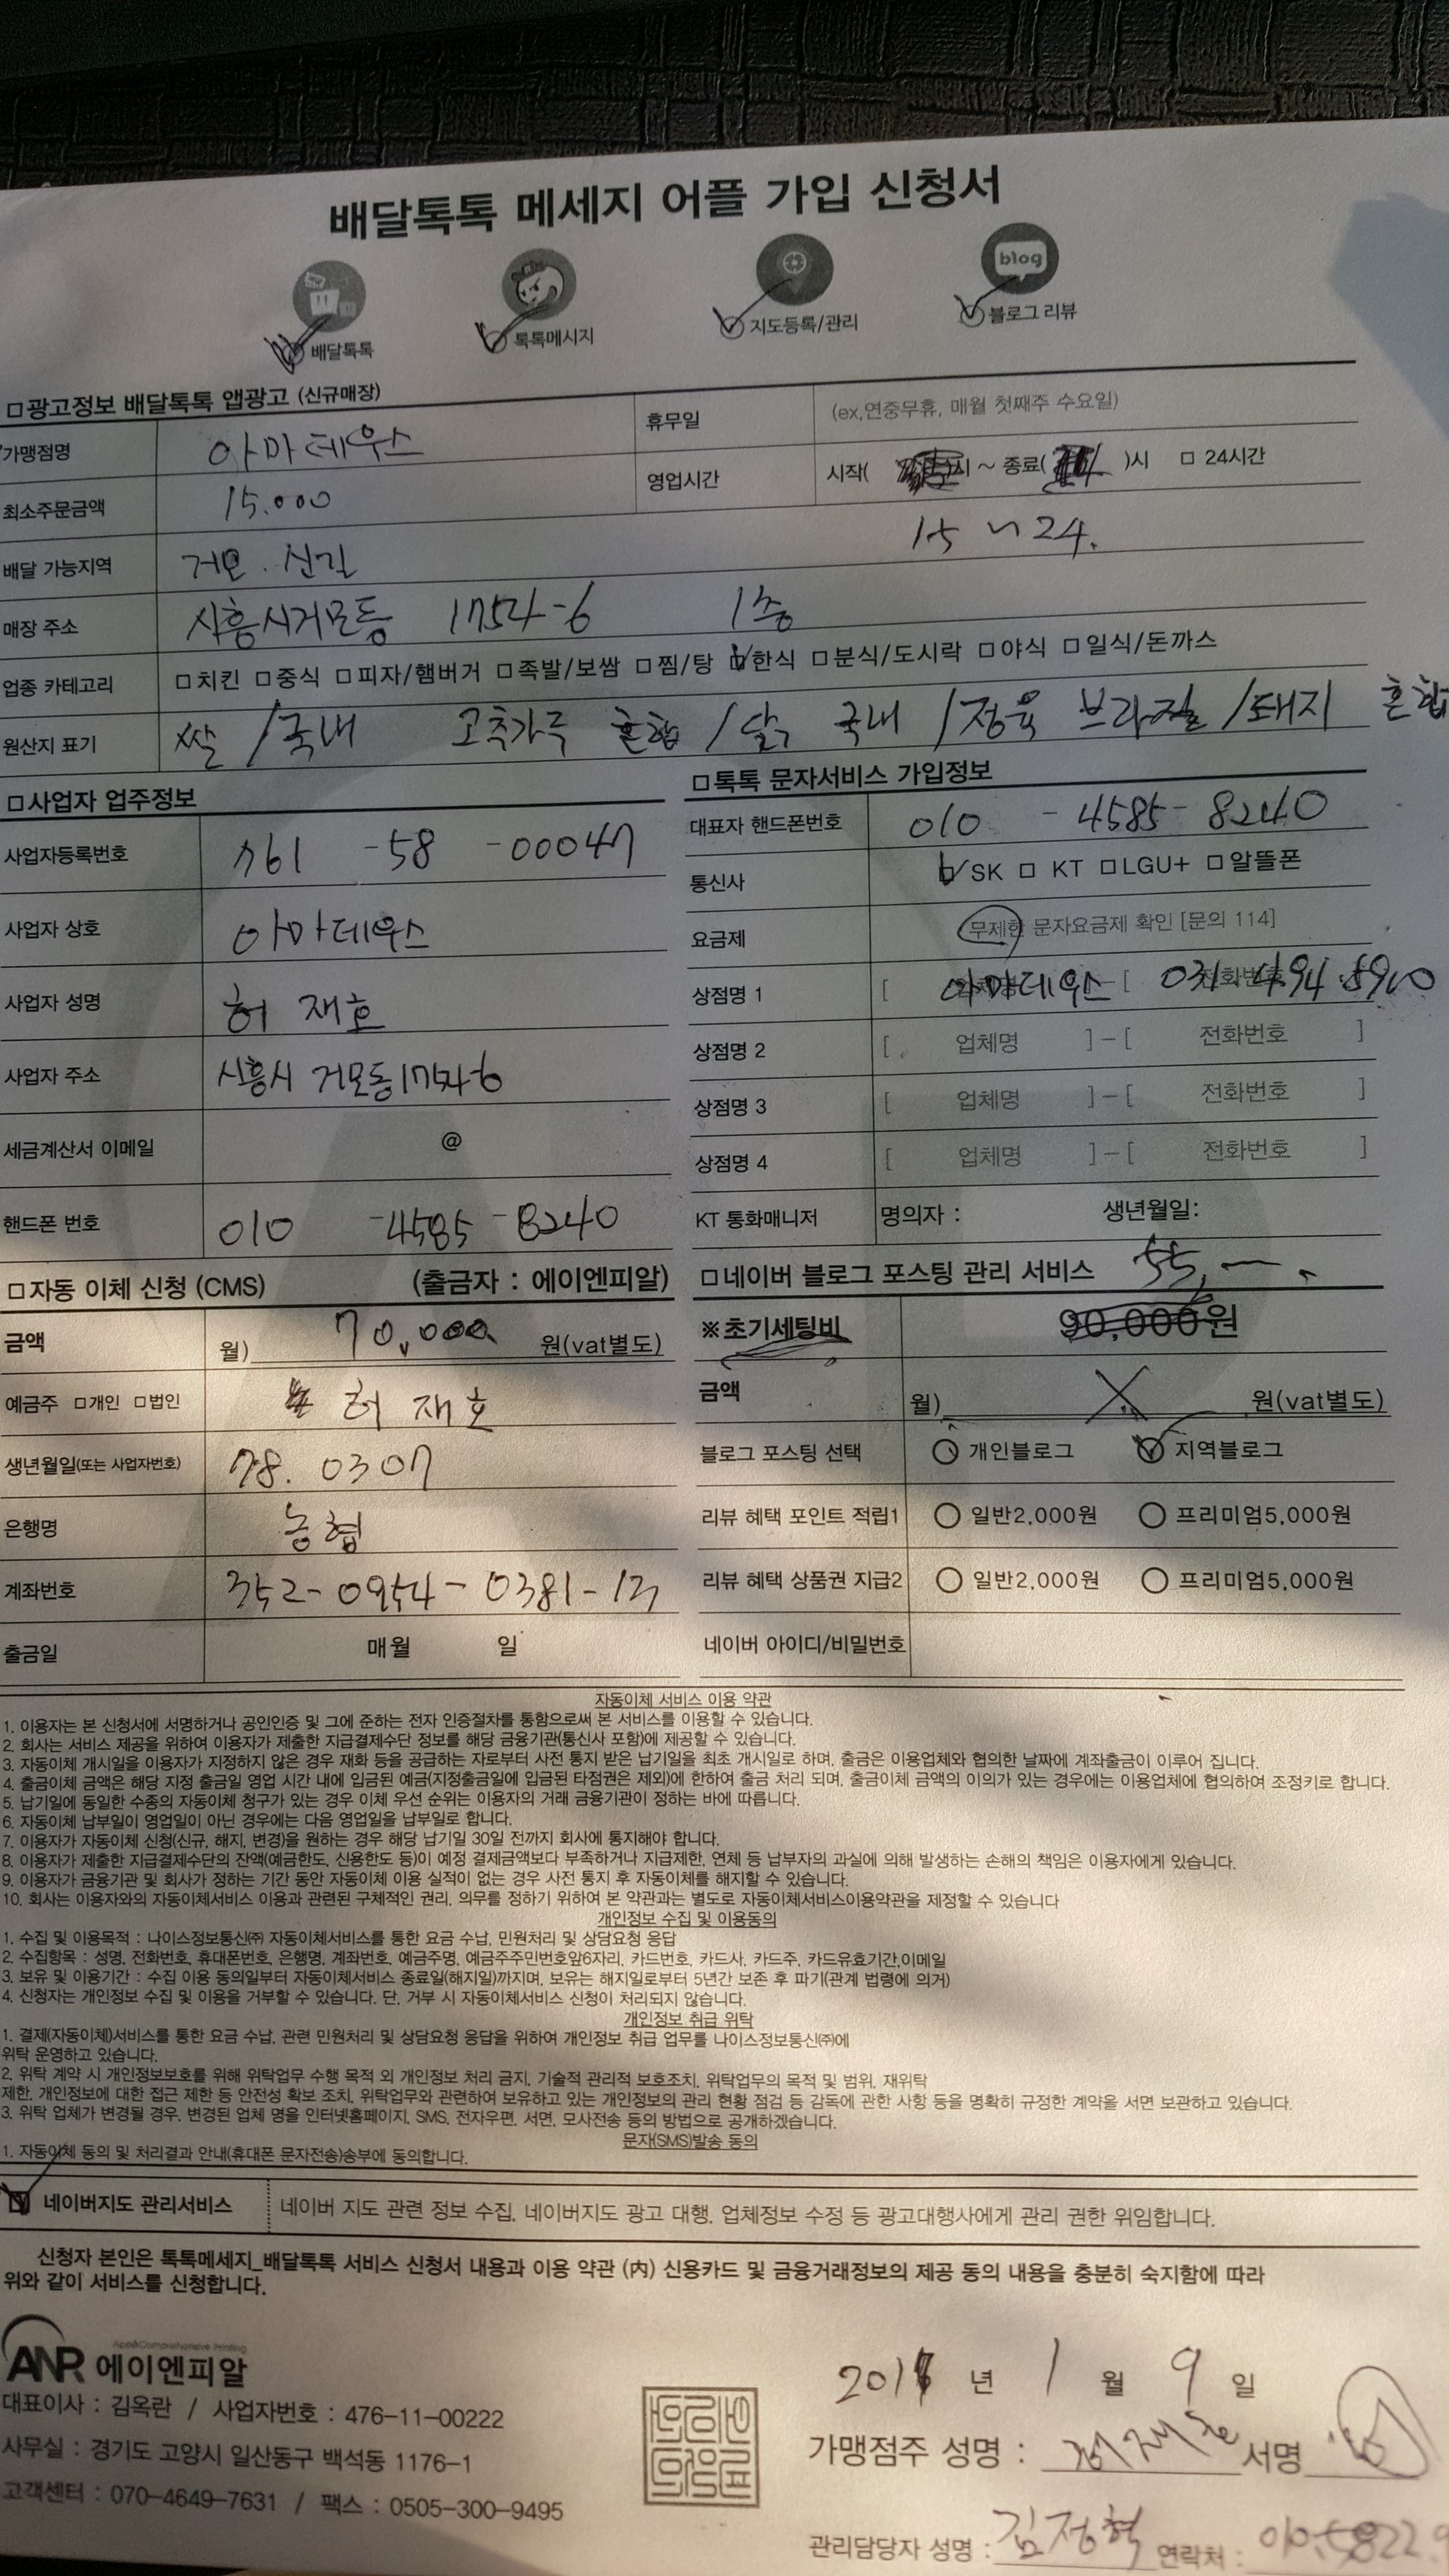 배달톡톡 메세지 어플 가입 신청서
blog
배달톡톡 톡톡메시지 지도등록/관리 블로그 리뷰
□광고정보 배달톡톡 앱광고 (신규매장)
가맹점명 아마데우스 휴무일 (ex,연중무휴, 매월 첫째주 수요일)
최소주문금액 15.000 영업시간 시작( 시 ~ 종료( )시 □ 24시간
15 ~ 24.
배달 가능지역 거모. 신길
매장 주소 시흥시거모동 1754-6 1층
업종 카테고리 □치킨 □중식 □피자/햄버거 □족발/보쌈 □찜/탕 ☑한식 □분식/도시락 □야식 □일식/돈까스
원산지 표기 쌀/국내 고추가루 혼합/닭 국내/정육 브라질/돼지 혼합
□사업자 업주정보
사업자등록번호 761 -58 -00047
사업자 상호 아마데우스
사업자 성명 허 재호
사업자 주소 시흥시 거모동1754-6
세금계산서 이메일 @
핸드폰 번호 010 -4585 -8240
□톡톡 문자서비스 가입정보
대표자 핸드폰번호 010 -4585-8240
통신사 ☑SK □ KT □LGU+ □알뜰폰
요금제 무제한 문자요금제 확인 [문의 114]
상점명 1 [ 아마데우스 ]-[ 031.494.5900
상점명 2 [ 업체명 ]-[ 전화번호 ]
상점명 3 [ 업체명 ]-[ 전화번호 ]
상점명 4 [ 업체명 ]-[ 전화번호 ]
KT 통화매니저 명의자 : 생년월일:
□자동 이체 신청 (CMS) (출금자 : 에이엔피알)
금액 월) 70,000 원(vat별도)
예금주 □개인 □법인 허 재호
생년월일(또는 사업자번호) 78. 0307
은행명 농협
계좌번호 352-0954-0381-13
출금일 매월 일
□네이버 블로그 포스팅 관리 서비스 55,
※초기세팅비 90,000원
금액 월) 원(vat별도)
블로그 포스팅 선택 ○ 개인블로그 ☑ 지역블로그
리뷰 혜택 포인트 적립1 ○ 일반2,000원 ○ 프리미엄5,000원
리뷰 혜택 상품권 지급2 ○ 일반2,000원 ○ 프리미엄5,000원
네이버 아이디/비밀번호
자동이체 서비스 이용 약관
1. 이용자는 본 신청서에 서명하거나 공인인증 및 그에 준하는 전자 인증절차를 통함으로써 본 서비스를 이용할 수 있습니다.
2. 회사는 서비스 제공을 위하여 이용자가 제출한 지급결제수단 정보를 해당 금융기관(통신사 포함)에 제공할 수 있습니다.
3. 자동이체 개시일을 이용자가 지정하지 않은 경우 재화 등을 공급하는 자로부터 사전 통지 받은 납기일을 최초 개시일로 하며, 출금은 이용업체와 협의한 날짜에 계좌출금이 이루어 집니다.
4. 출금이체 금액은 해당 지정 출금일 영업 시간 내에 입금된 예금(지정출금일에 입금된 타점권은 제외)에 한하여 출금 처리 되며, 출금이체 금액의 이의가 있는 경우에는 이용업체에 협의하여 조정키로 합니다.
5. 납기일에 동일한 수종의 자동이체 청구가 있는 경우 이체 우선 순위는 이용자의 거래 금융기관이 정하는 바에 따릅니다.
6. 자동이체 납부일이 영업일이 아닌 경우에는 다음 영업일을 납부일로 합니다.
7. 이용자가 자동이체 신청(신규, 해지, 변경)을 원하는 경우 해당 납기일 30일 전까지 회사에 통지해야 합니다.
8. 이용자가 제출한 지급결제수단의 잔액(예금한도, 신용한도 등)이 예정 결제금액보다 부족하거나 지급제한, 연체 등 납부자의 과실에 의해 발생하는 손해의 책임은 이용자에게 있습니다.
9. 이용자가 금융기관 및 회사가 정하는 기간 동안 자동이체 이용 실적이 없는 경우 사전 통지 후 자동이체를 해지할 수 있습니다.
10. 회사는 이용자와의 자동이체서비스 이용과 관련된 구체적인 권리, 의무를 정하기 위하여 본 약관과는 별도로 자동이체서비스이용약관을 제정할 수 있습니다
개인정보 수집 및 이용동의
1. 수집 및 이용목적 : 나이스정보통신㈜ 자동이체서비스를 통한 요금 수납, 민원처리 및 상담요청 응답
2. 수집항목 : 성명, 전화번호, 휴대폰번호, 은행명, 계좌번호, 예금주명, 예금주주민번호앞6자리, 카드번호, 카드사, 카드주, 카드유효기간,이메일
3. 보유 및 이용기간 : 수집 이용 동의일부터 자동이체서비스 종료일(해지일)까지며, 보유는 해지일로부터 5년간 보존 후 파기(관계 법령에 의거)
4. 신청자는 개인정보 수집 및 이용을 거부할 수 있습니다. 단, 거부 시 자동이체서비스 신청이 처리되지 않습니다.
개인정보 취급 위탁
1. 결제(자동이체)서비스를 통한 요금 수납, 관련 민원처리 및 상담요청 응답을 위하여 개인정보 취급 업무를 나이스정보통신㈜에
위탁 운영하고 있습니다.
2. 위탁 계약 시 개인정보보호를 위해 위탁업무 수행 목적 외 개인정보 처리 금지, 기술적 관리적 보호조치, 위탁업무의 목적 및 범위, 재위탁
제한, 개인정보에 대한 접근 제한 등 안전성 확보 조치, 위탁업무와 관련하여 보유하고 있는 개인정보의 관리 현황 점검 등 감독에 관한 사항 등을 명확히 규정한 계약을 서면 보관하고 있습니다.
3. 위탁 업체가 변경될 경우, 변경된 업체 명을 인터넷홈페이지, SMS, 전자우편, 서면, 모사전송 등의 방법으로 공개하겠습니다.
문자(SMS)발송 동의
1. 자동이체 동의 및 처리결과 안내(휴대폰 문자전송)송부에 동의합니다.
☑ 네이버지도 관리서비스 네이버 지도 관련 정보 수집, 네이버지도 광고 대행, 업체정보 수정 등 광고대행사에게 관리 권한 위임합니다.
신청자 본인은 톡톡메세지_배달톡톡 서비스 신청서 내용과 이용 약관 (內) 신용카드 및 금융거래정보의 제공 동의 내용을 충분히 숙지함에 따라
위와 같이 서비스를 신청합니다.
App&Comprehensive Printing
ANR 에이엔피알
대표이사 : 김옥란 / 사업자번호 : 476-11-00222
사무실 : 경기도 고양시 일산동구 백석동 1176-1
고객센터 : 070-4649-7631 / 팩스 : 0505-300-9495
201 년 1 월 9 일
가맹점주 성명 : 허재호 서명
관리담당자 성명 : 김정혁 연락처 : 010.5822.9